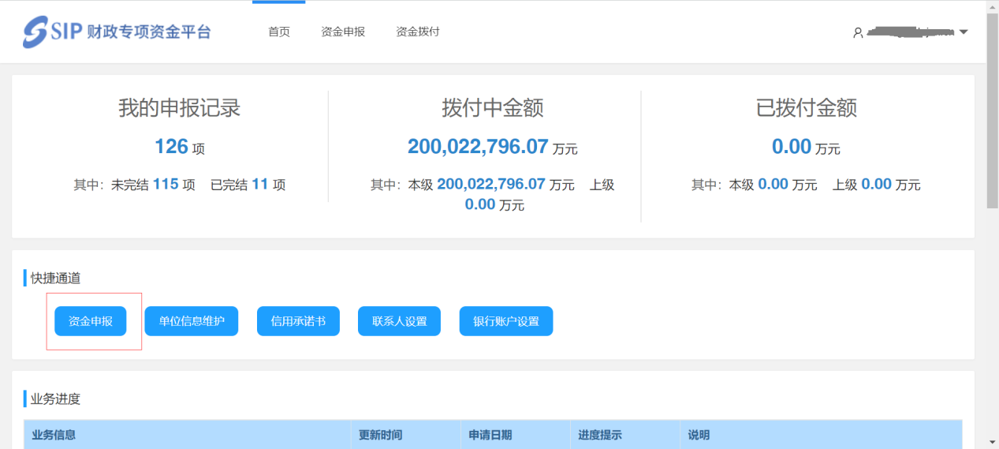 SIP 财政专项资金平台
首页 资金申报 资金拨付
我的申报记录
126 项
其中：未完结 115 项 已完结 11 项
拨付中金额
200,022,796.07 万元
其中：本级 200,022,796.07 万元 上级
0.00 万元
已拨付金额
0.00 万元
其中：本级 0.00 万元 上级 0.00 万元
快捷通道
资金申报 单位信息维护 信用承诺书 联系人设置 银行账户设置
业务进度
业务信息 更新时间 申请日期 进度提示 说明